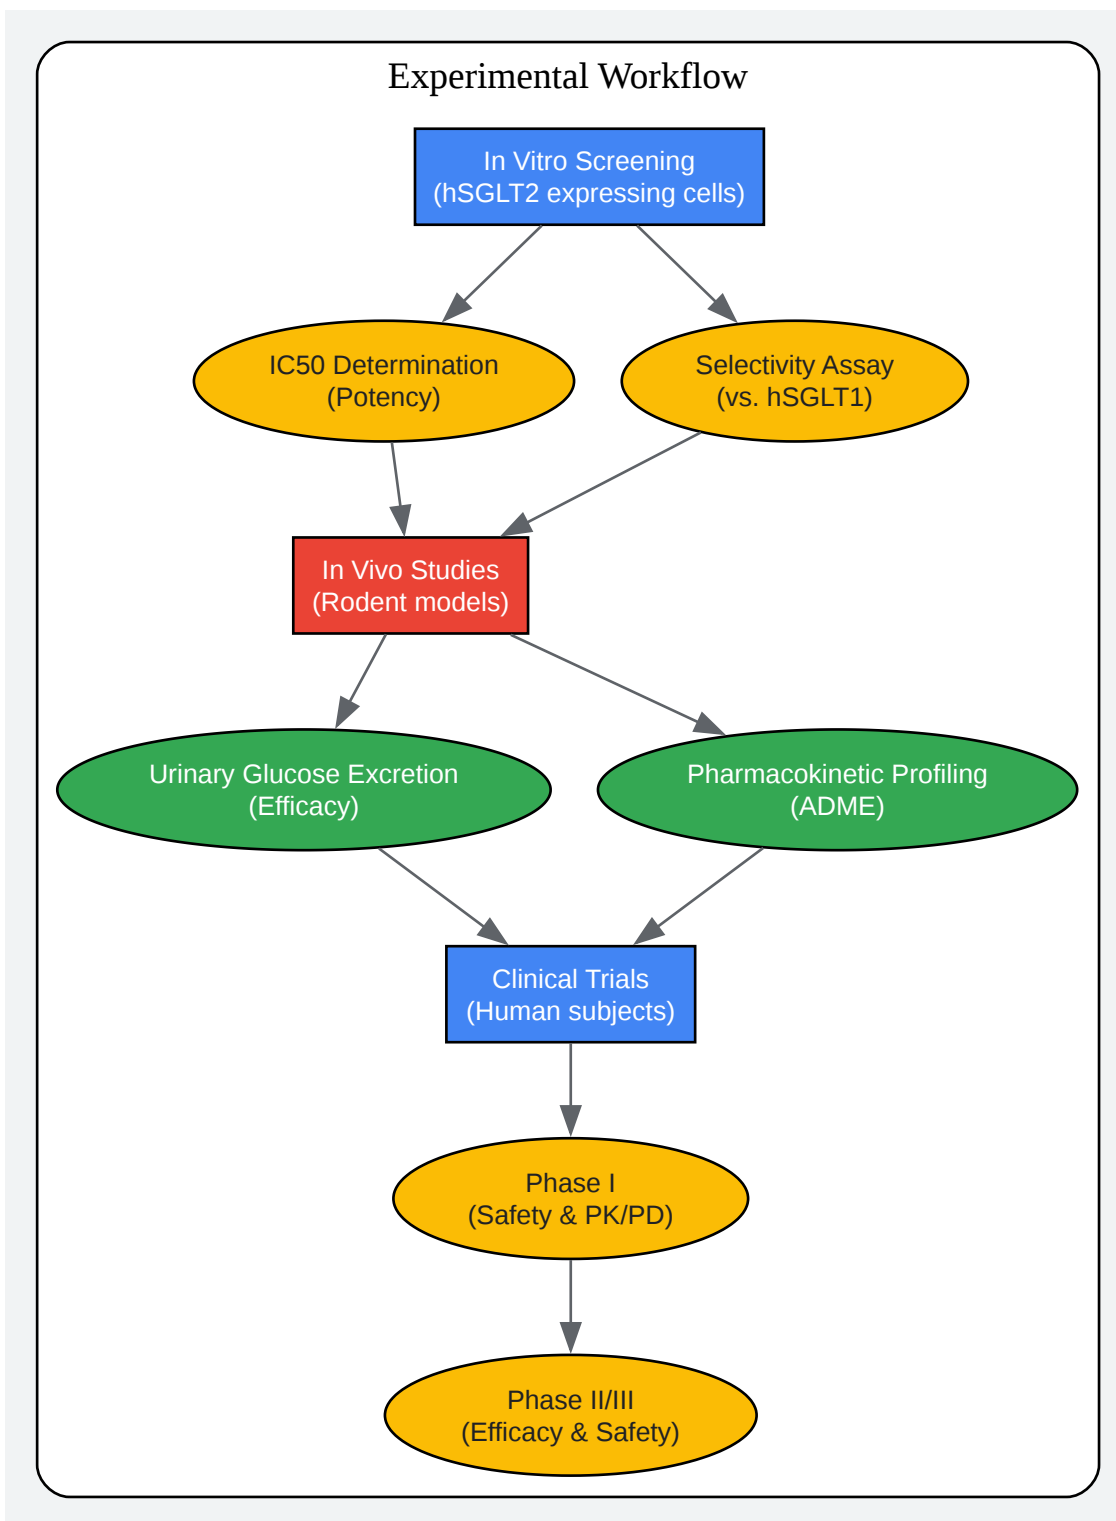 Experimental Workflow
In Vitro Screening
(hSGLT2 expressing cells)
IC50 Determination
(Potency)
Selectivity Assay
(vs. hSGLT1)
In Vivo Studies
(Rodent models)
Urinary Glucose Excretion
(Efficacy)
Pharmacokinetic Profiling
(ADME)
Clinical Trials
(Human subjects)
Phase I
(Safety & PK/PD)
Phase II/III
(Efficacy & Safety)